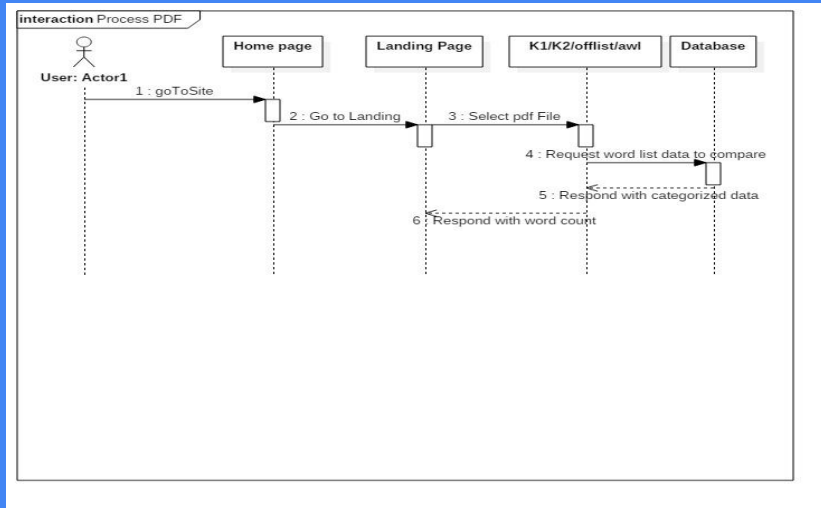 interaction Process PDF
Home page
Landing Page
K1/K2/offlist/awl
Database
User: Actor1
1 : goToSite
2 : Go to Landing
3 : Select pdf File
4 : Request word list data to compare
5 : Respond with categorized data
6 : Respond with word count